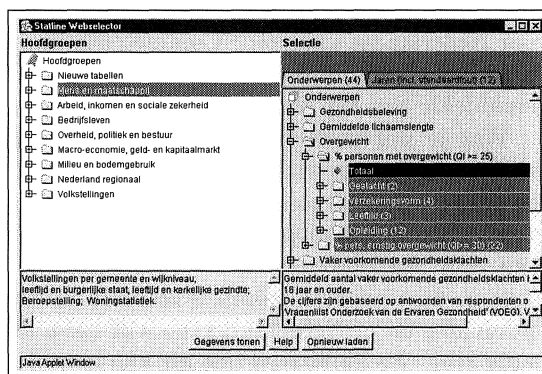 Statline Webselector
Hoofdgroepen
Hoofdgroepen
Nieuwe tabellen
Mens en maatschappij
Arbeid, inkomen en sociale zekerheid
Bedrijfsleven
Overheid, politiek en bestuur
Macro-economie, geld- en kapitaalmarkt
Milieu en bodemgebruik
Nederland regionaal
Volkstellingen
Volkstellingen per gemeente en wijkniveau;
leeftijd en burgerlijke staat, leeftijd en kerkelijke gezindte;
Beroepstelling; Woningstatistiek.
Selectie
Onderwerpen (44) Jaren (incl. standaardfout) (12)
Onderwerpen
Gezondheidsbeleving
Gemiddelde lichaamslengte
Overgewicht
% personen met overgewicht (QI >= 25)
Totaal
Geslacht (2)
Verzekeringsvorm (4)
Leeftijd (3)
Opleiding (12)
% pers. ernstig overgewicht (QI >= 30) (22)
Vaker voorkomende gezondheidsklachten
Gemiddeld aantal vaker voorkomende gezondheidsklachten
16 jaar en ouder.
De cijfers zijn gebaseerd op antwoorden van respondenten o
Vragenlijst Onderzoek van de Ervaren Gezondheid' (VOEG). V
Gegevens tonen Help Opnieuw laden
Java Applet Window